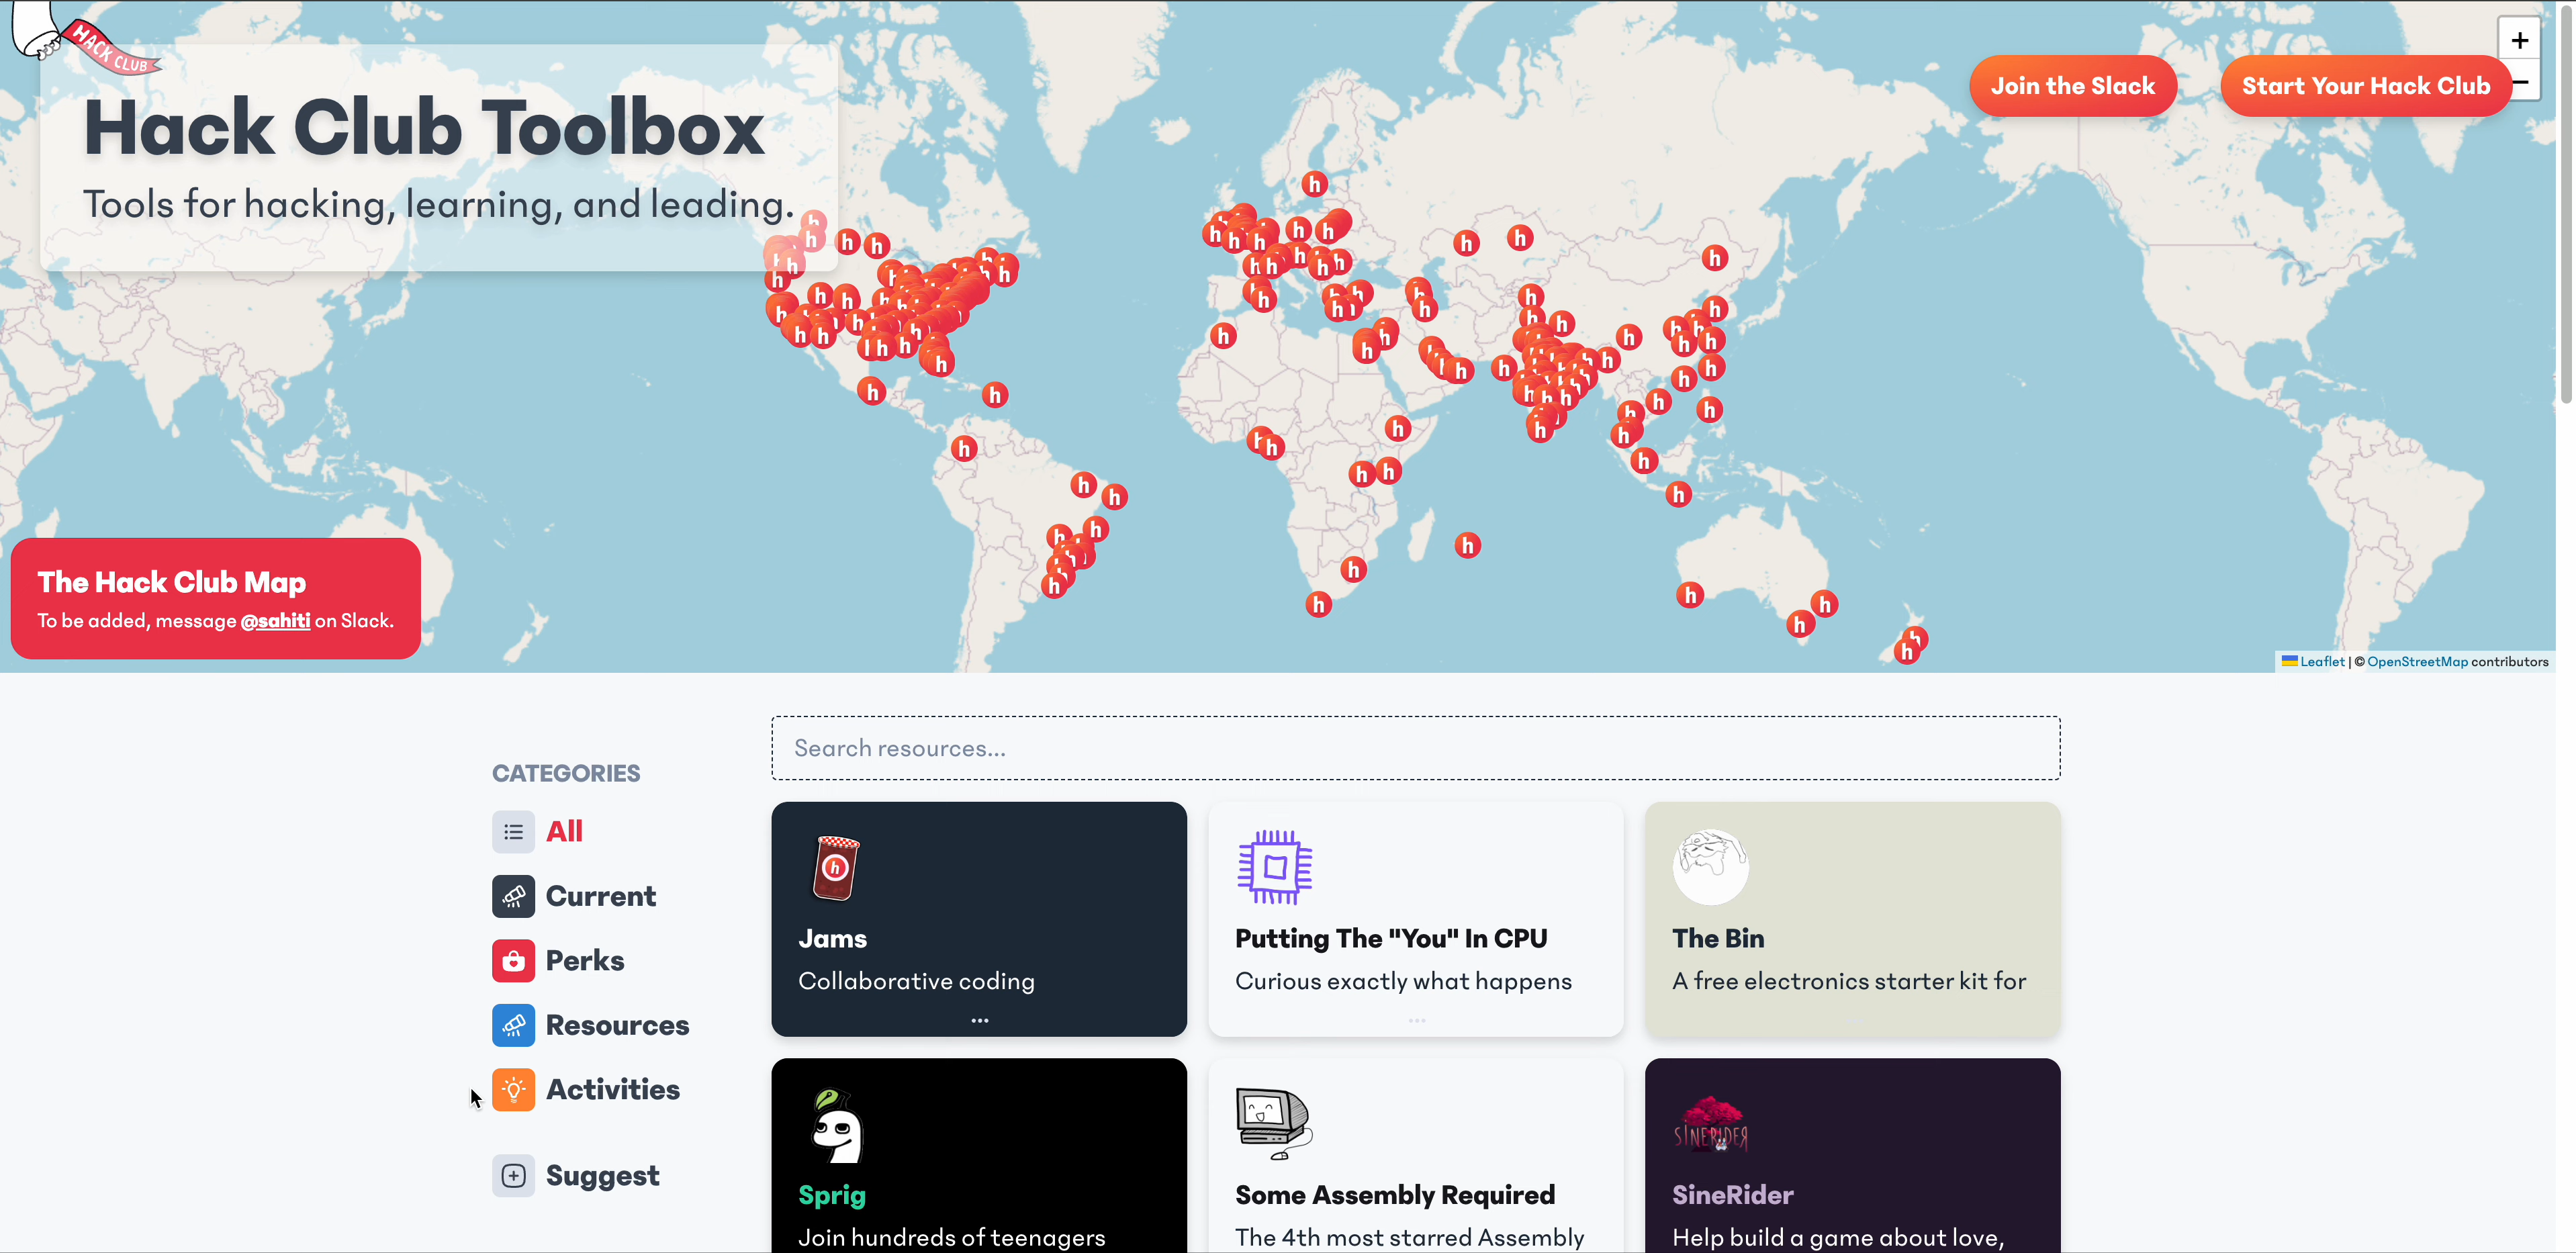 HACK CLUB
Hack Club Toolbox
Tools for hacking, learning, and leading.
Join the Slack
Start Your Hack Club
+
−
The Hack Club Map
To be added, message @sahiti on Slack.
Leaflet | © OpenStreetMap contributors
Search resources...
CATEGORIES
All
Current
Perks
Resources
Activities
Suggest
Jams
Collaborative coding
...
Putting The "You" In CPU
Curious exactly what happens
...
The Bin
A free electronics starter kit for
Sprig
Join hundreds of teenagers
Some Assembly Required
The 4th most starred Assembly
SINERIDER
SineRider
Help build a game about love,